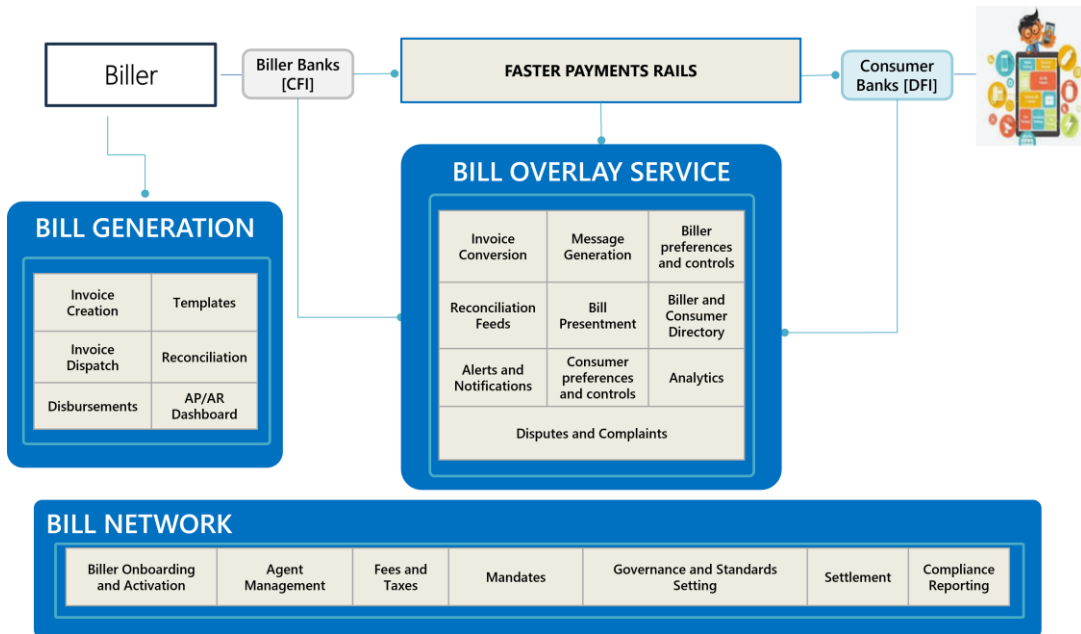 Biller
Biller Banks
[CFI]
FASTER PAYMENTS RAILS
Consumer
Banks [DFI]
BILL GENERATION
Invoice
Creation
Templates
Invoice
Dispatch
Reconciliation
Disbursements
AP/AR
Dashboard
BILL OVERLAY SERVICE
Invoice
Conversion
Message
Generation
Biller
preferences
and controls
Reconciliation
Feeds
Bill
Presentment
Biller and
Consumer
Directory
Alerts and
Notifications
Consumer
preferences
and controls
Analytics
Disputes and Complaints
BILL NETWORK
Biller Onboarding
and Activation
Agent
Management
Fees and
Taxes
Mandates
Governance and Standards
Setting
Settlement
Compliance
Reporting